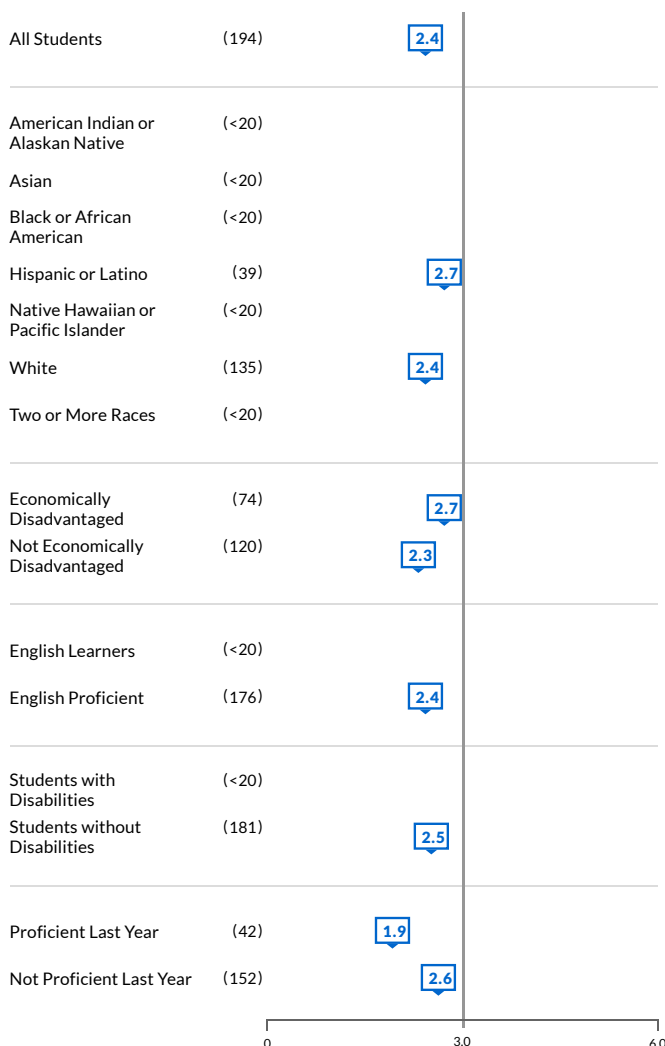 All Students (194) 2.4
American Indian or (<20)
Alaskan Native
Asian (<20)
Black or African (<20)
American
Hispanic or Latino (39) 2.7
Native Hawaiian or (<20)
Pacific Islander
White (135) 2.4
Two or More Races (<20)
Economically (74) 2.7
Disadvantaged
Not Economically (120) 2.3
Disadvantaged
English Learners (<20)
English Proficient (176) 2.4
Students with (<20)
Disabilities
Students without (181) 2.5
Disabilities
Proficient Last Year (42) 1.9
Not Proficient Last Year (152) 2.6
0 3.0 6.0